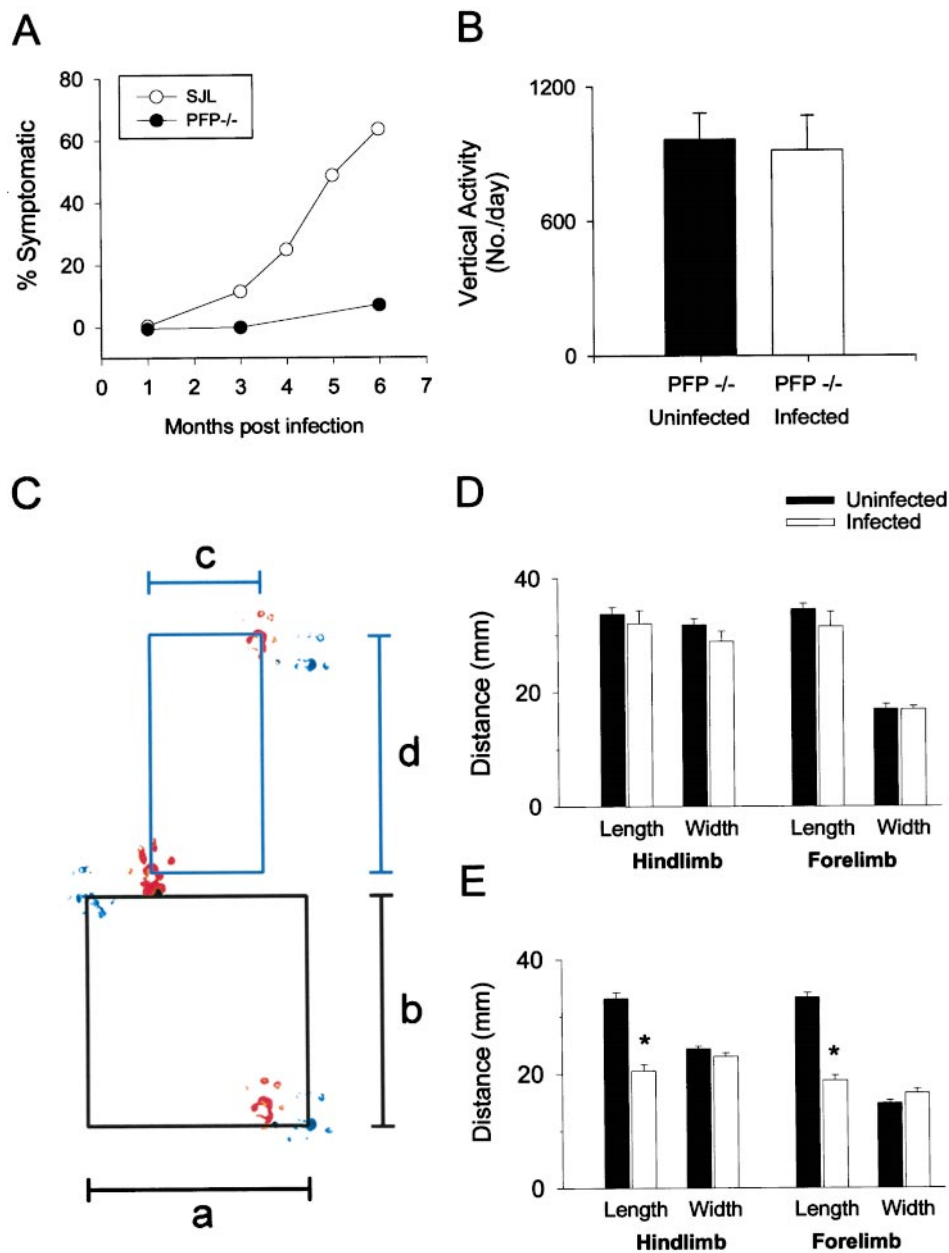 A
80
60
40
20
0
% Symptomatic
SJL
PFP-/-
0 1 3 4 5 6 7
Months post infection
B
1200
600
0
Vertical Activity
(No./day)
PFP -/- PFP -/-
Uninfected Infected
C
c
d
b
a
D
Uninfected
Infected
40
20
0
Distance (mm)
Length Width Length Width
Hindlimb Forelimb
E
40
20
0
Distance (mm)
* *
Length Width Length Width
Hindlimb Forelimb